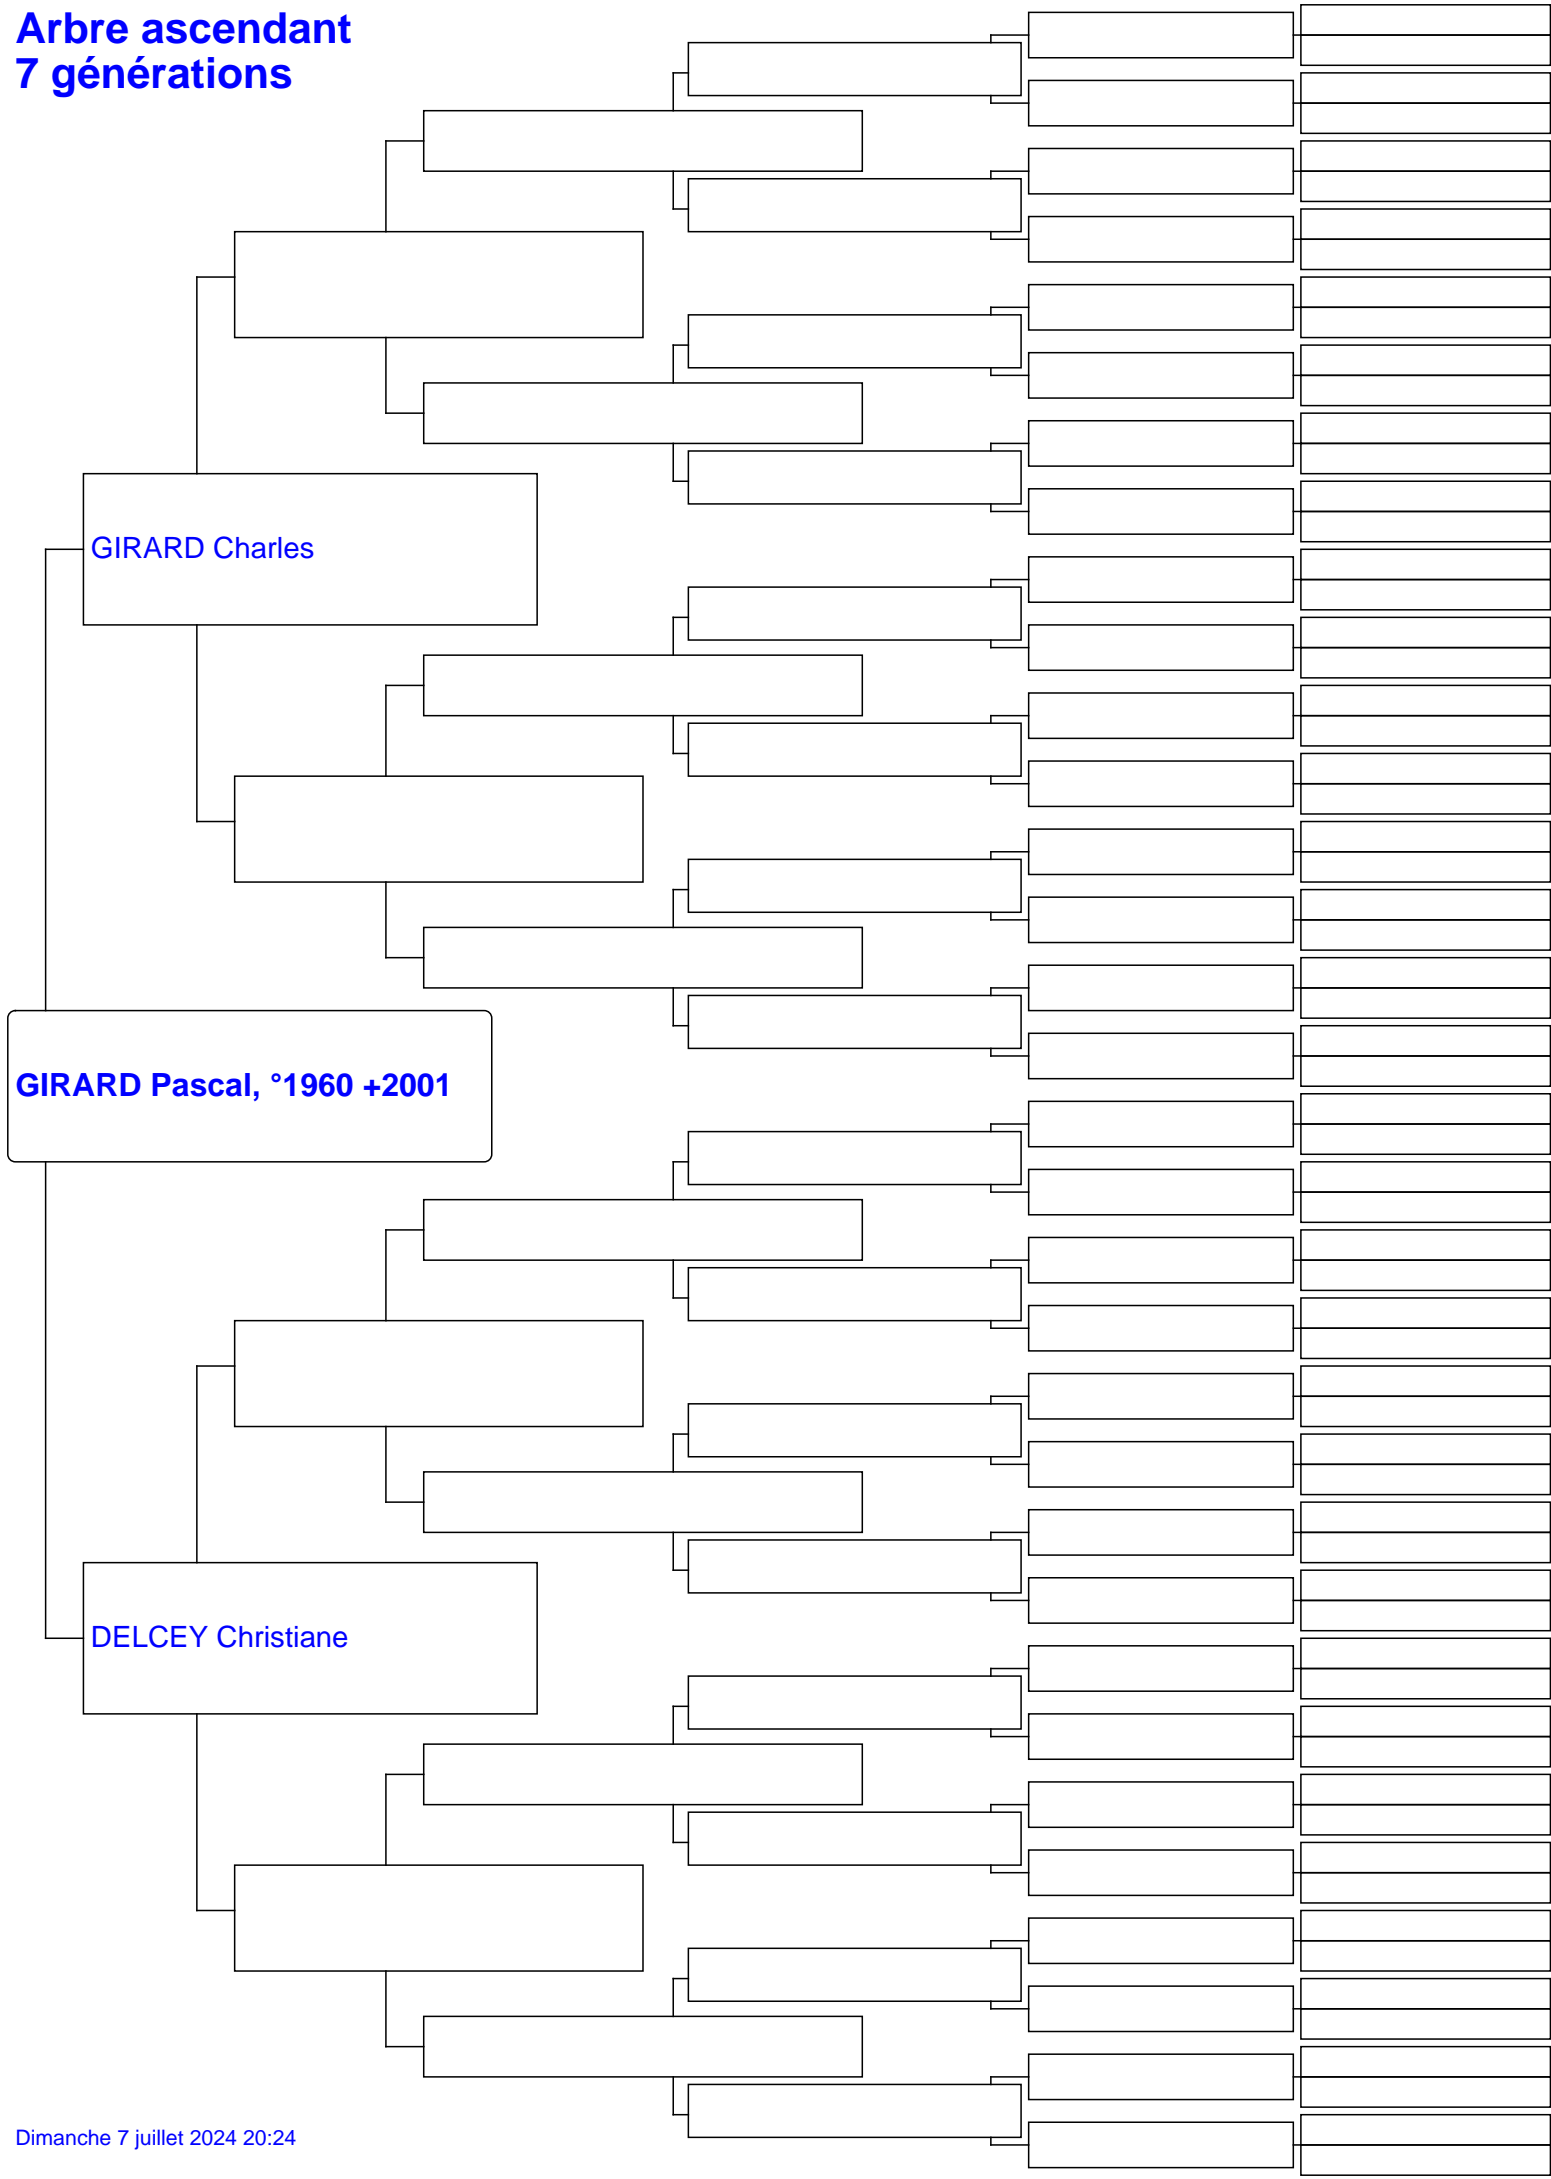 Arbre ascendant
7 générations
GIRARD Charles
GIRARD Pascal, °1960 +2001
DELCEY Christiane
Dimanche 7 juillet 2024 20:24